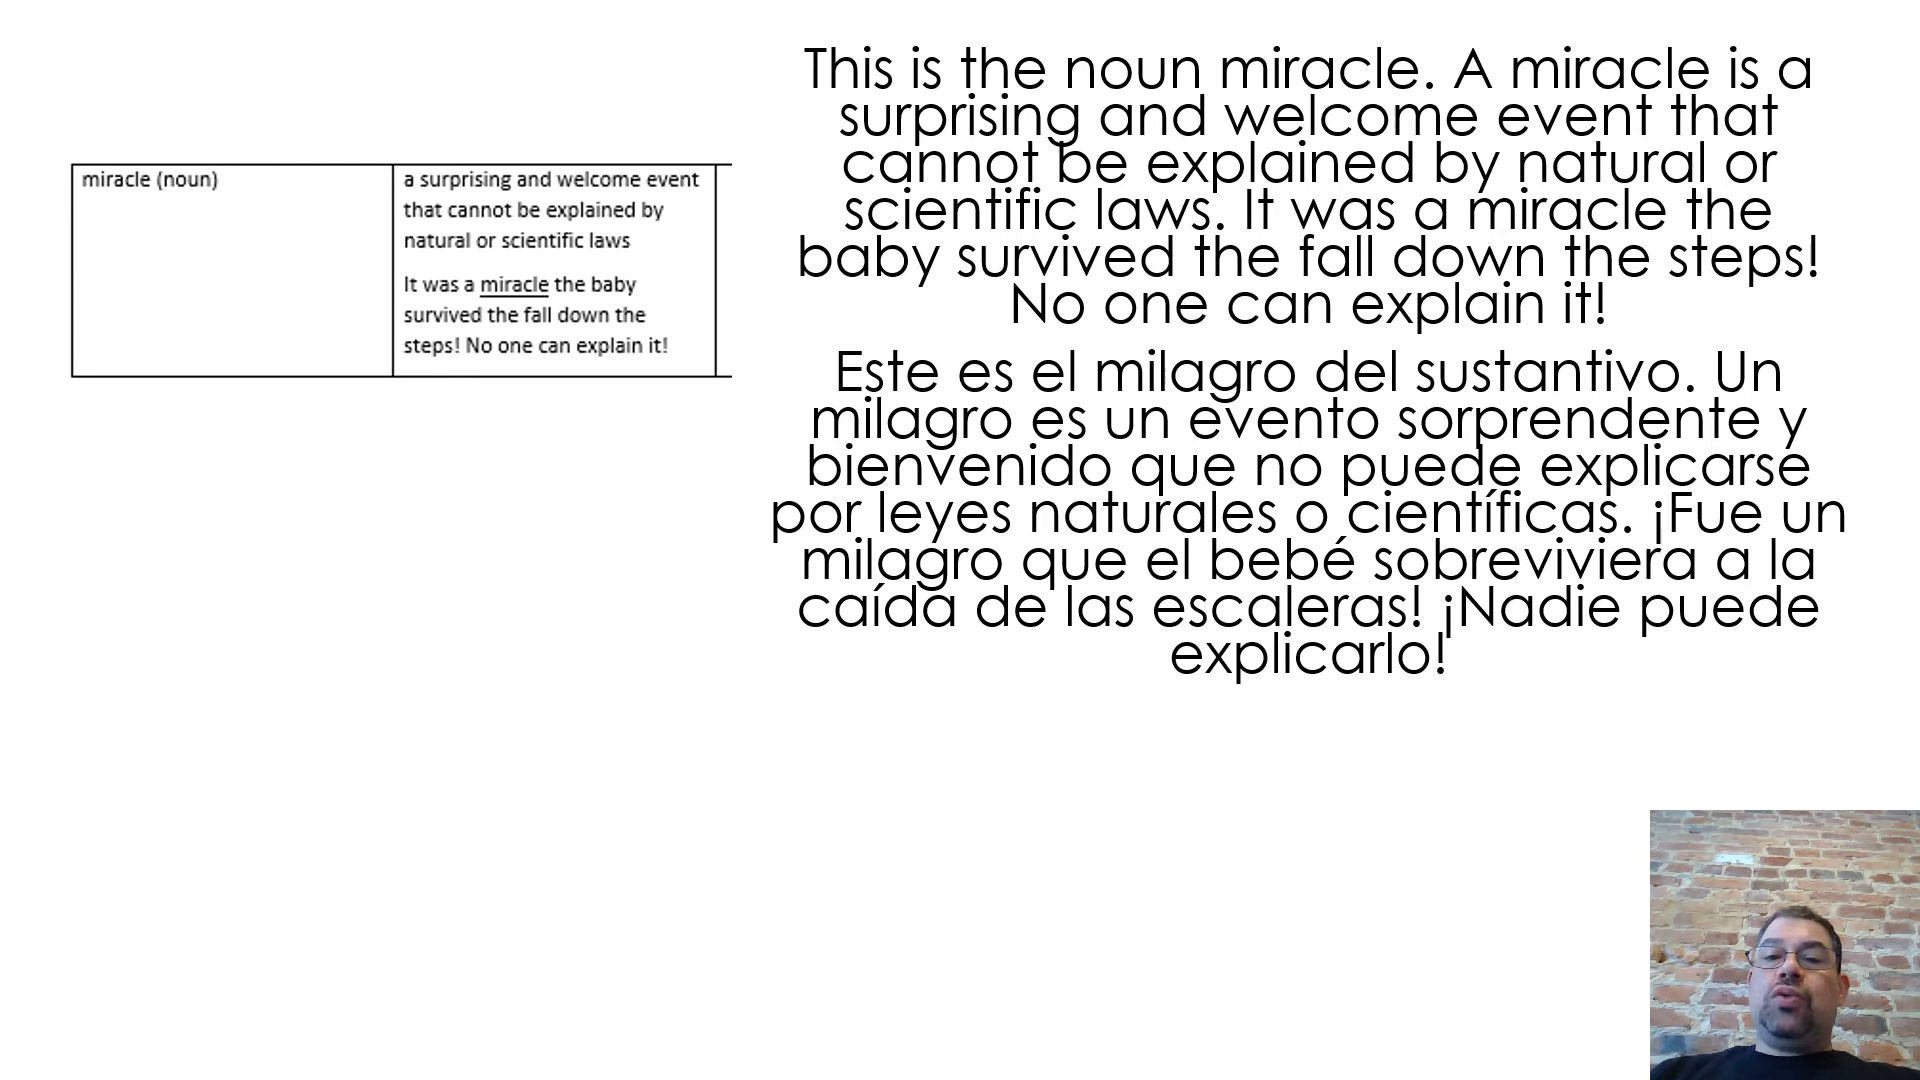 miracle (noun)
a surprising and welcome event
that cannot be explained by
natural or scientific laws
It was a miracle the baby
survived the fall down the
steps! No one can explain it!
This is the noun miracle. A miracle is a
surprising and welcome event that
cannot be explained by natural or
scientific laws. It was a miracle the
baby survived the fall down the steps!
No one can explain it!
Este es el milagro del sustantivo. Un
milagro es un evento sorprendente y
bienvenido que no puede explicarse
por leyes naturales o científicas. ¡Fue un
milagro que el bebé sobreviviera a la
caída de las escaleras! ¡Nadie puede
explicarlo!